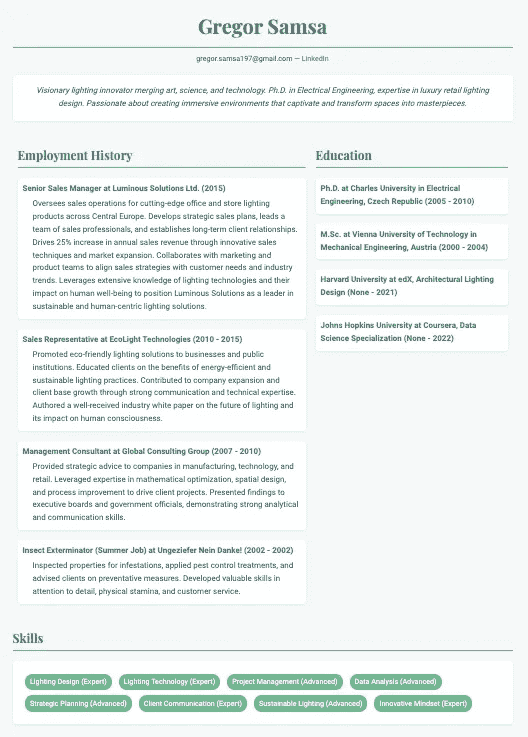 Gregor Samsa
gregor.samsa197@gmail.com — LinkedIn
Visionary lighting innovator merging art, science, and technology. Ph.D. in Electrical Engineering, expertise in luxury retail lighting
design. Passionate about creating immersive environments that captivate and transform spaces into masterpieces.
Employment History
Senior Sales Manager at Luminous Solutions Ltd. (2015)
Oversees sales operations for cutting-edge office and store lighting
products across Central Europe. Develops strategic sales plans, leads a
team of sales professionals, and establishes long-term client relationships.
Drives 25% increase in annual sales revenue through innovative sales
techniques and market expansion. Collaborates with marketing and
product teams to align sales strategies with customer needs and industry
trends. Leverages extensive knowledge of lighting technologies and their
impact on human well-being to position Luminous Solutions as a leader in
sustainable and human-centric lighting solutions.
Sales Representative at EcoLight Technologies (2010 - 2015)
Promoted eco-friendly lighting solutions to businesses and public
institutions. Educated clients on the benefits of energy-efficient and
sustainable lighting practices. Contributed to company expansion and
client base growth through strong communication and technical expertise.
Authored a well-received industry white paper on the future of lighting and
its impact on human consciousness.
Management Consultant at Global Consulting Group (2007 - 2010)
Provided strategic advice to companies in manufacturing, technology, and
retail. Leveraged expertise in mathematical optimization, spatial design,
and process improvement to drive client projects. Presented findings to
executive boards and government officials, demonstrating strong analytical
and communication skills.
Insect Exterminator (Summer Job) at Ungeziefer Nein Danke! (2002 - 2002)
Inspected properties for infestations, applied pest control treatments, and
advised clients on preventative measures. Developed valuable skills in
attention to detail, physical stamina, and customer service.
Education
Ph.D. at Charles University in Electrical
Engineering, Czech Republic (2005 - 2010)
M.Sc. at Vienna University of Technology in
Mechanical Engineering, Austria (2000 - 2004)
Harvard University at edX, Architectural Lighting
Design (None - 2021)
Johns Hopkins University at Coursera, Data
Science Specialization (None - 2022)
Skills
Lighting Design (Expert) Lighting Technology (Expert) Project Management (Advanced) Data Analysis (Advanced)
Strategic Planning (Advanced) Client Communication (Expert) Sustainable Lighting (Advanced) Innovative Mindset (Expert)